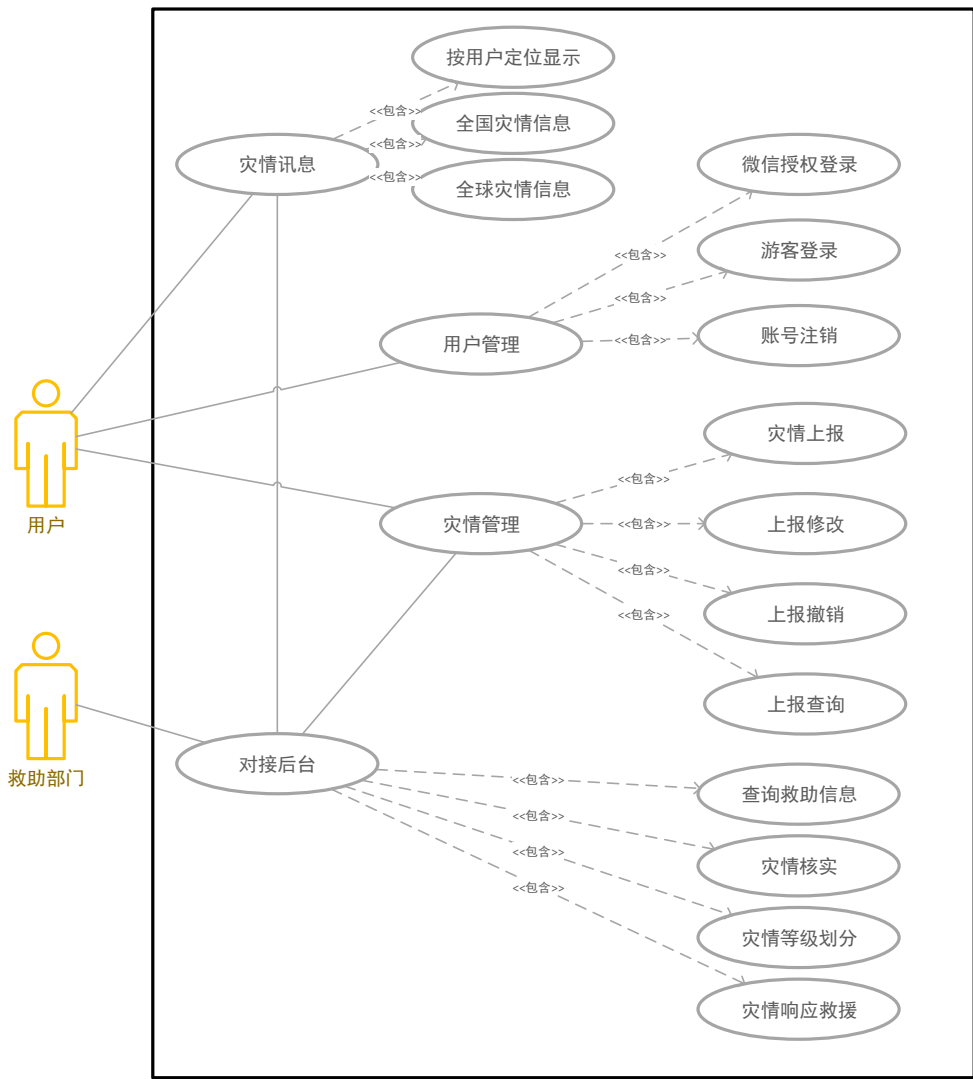 按用户定位显示
<<包含>>
全国灾情信息
<<包含>>
灾情讯息
<<包含>>
全球灾情信息
微信授权登录
<<包含>>
游客登录
<<包含>>
用户管理
<<包含>>
账号注销
灾情上报
<<包含>>
用户
灾情管理
<<包含>>
上报修改
<<包含>>
上报撤销
<<包含>>
上报查询
救助部门
对接后台
<<包含>>
查询救助信息
<<包含>>
灾情核实
<<包含>>
灾情等级划分
<<包含>>
灾情响应救援